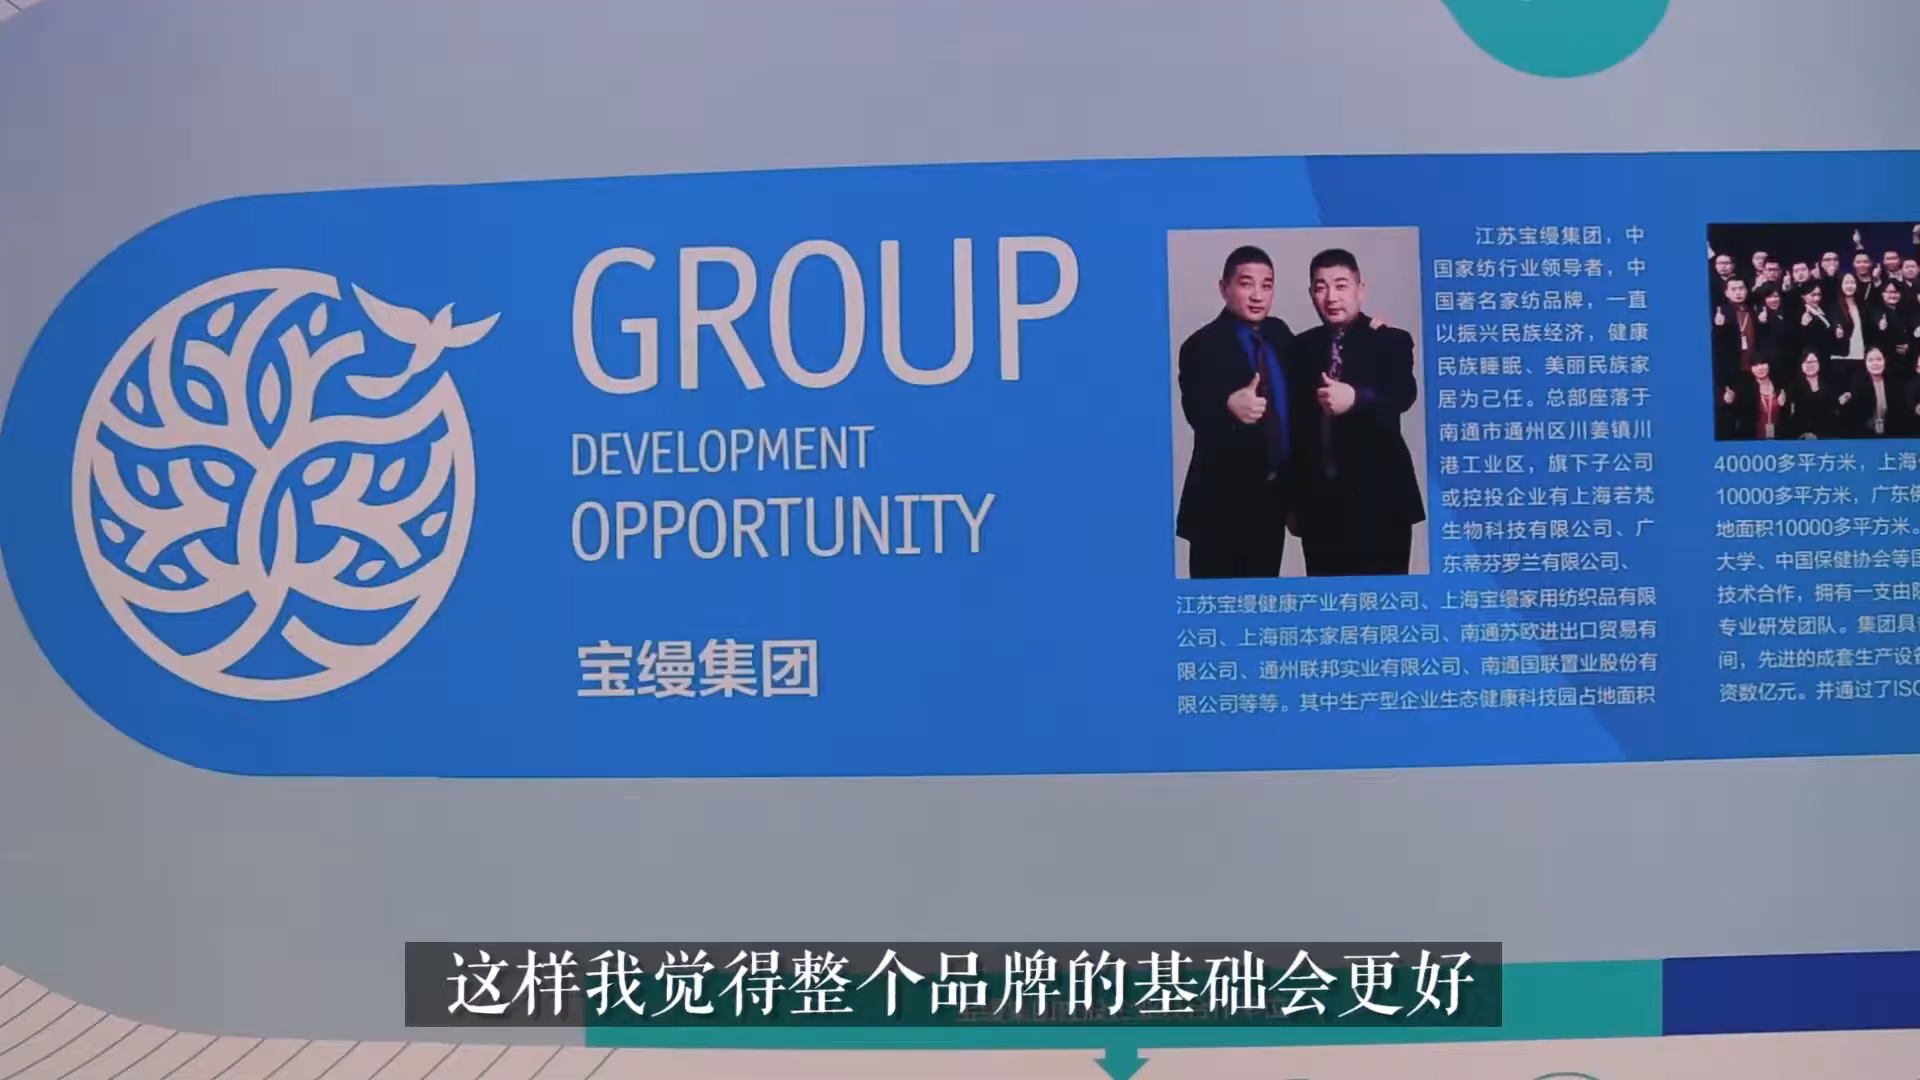 GROUP
DEVELOPMENT
OPPORTUNITY
宝缦集团
江苏宝缦集团，中
国家纺行业领导者，中
国著名家纺品牌，一直
以振兴民族经济，健康
民族睡眠、美丽民族家
居为己任。总部座落于
南通市通州区川姜镇川
港工业区，旗下子公司
或控投企业有上海若梵
生物科技有限公司、广
东蒂芬罗兰有限公司、
江苏宝缦健康产业有限公司、上海宝缦家用纺织品有限
公司、上海丽本家居有限公司、南通苏欧进出口贸易有
限公司、通州联邦实业有限公司、南通国联置业股份有
限公司等等。其中生产型企业生态健康科技园占地面积
40000多平方米，上海
10000多平方米，广东佛
地面积10000多平方米。
大学、中国保健协会等国
技术合作，拥有一支由
专业研发团队。集团具
间，先进的成套生产设备
资数亿元。并通过了ISO
这样我觉得整个品牌的基础会更好